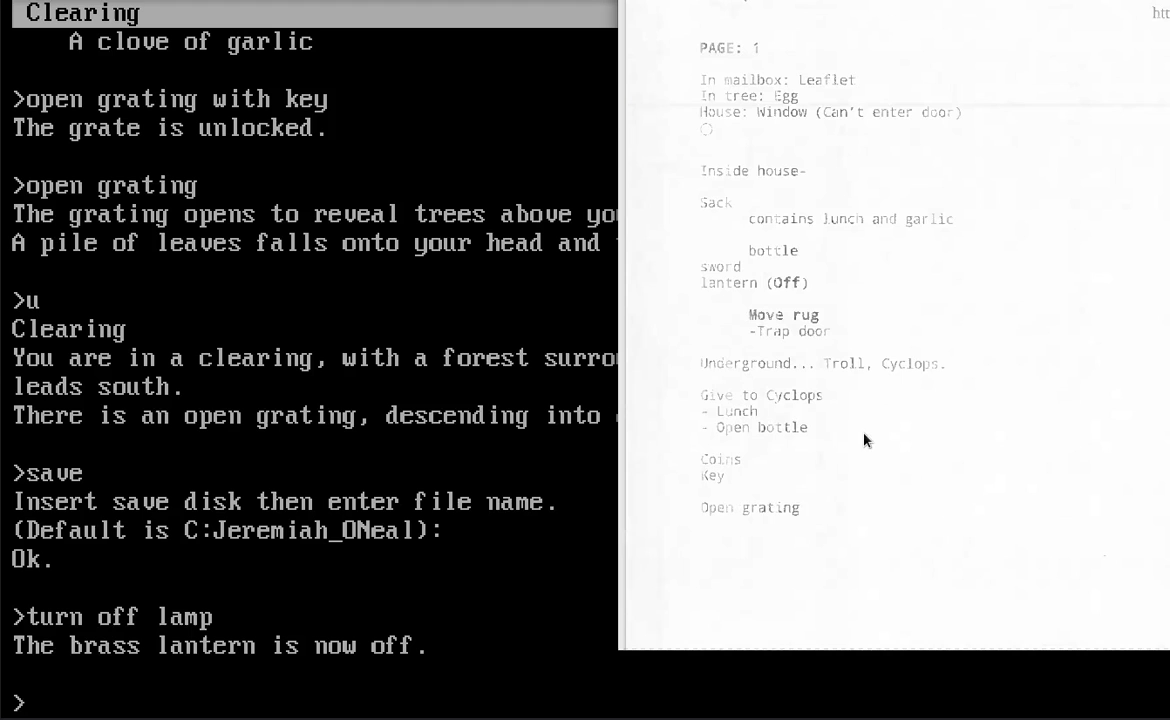 Clearing
A clove of garlic
>open grating with key
The grate is unlocked.
>open grating
The grating opens to reveal trees above
A pile of leaves falls onto your head and
>u
Clearing
You are in a clearing, with a forest
leads south.
There is an open grating, descending into
>save
Insert save disk then enter file name.
(Default is C:Jeremiah_ONeal):
Ok.
>turn off lamp
The brass lantern is now off.
>
htt
PAGE: 1
In mailbox: Leaflet
In tree: Egg
House: Window (Can't enter door)
Inside house-
Sack
contains lunch and garlic
bottle
sword
lantern (Off)
Move rug
-Trap door
Underground... Troll, Cyclops.
Give to Cyclops
- Lunch
- Open bottle
Coins
Key
Open grating